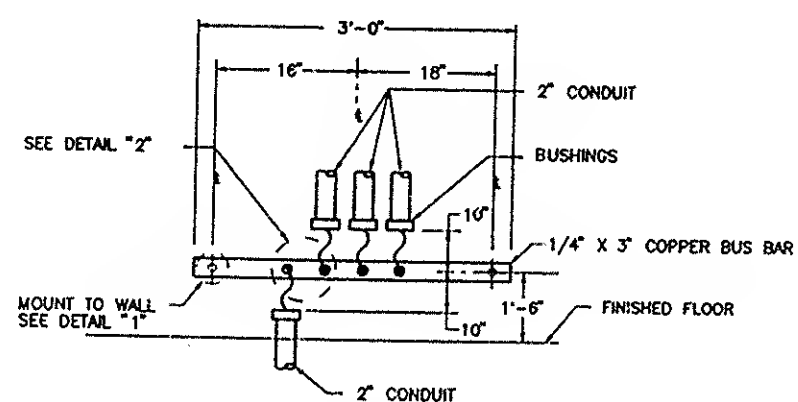 3'-0"
16" 18"
2" CONDUIT
SEE DETAIL "2"
BUSHINGS
10"
1/4" X 3" COPPER BUS BAR
MOUNT TO WALL
SEE DETAIL "1"
1'-6"
FINISHED FLOOR
10"
2" CONDUIT